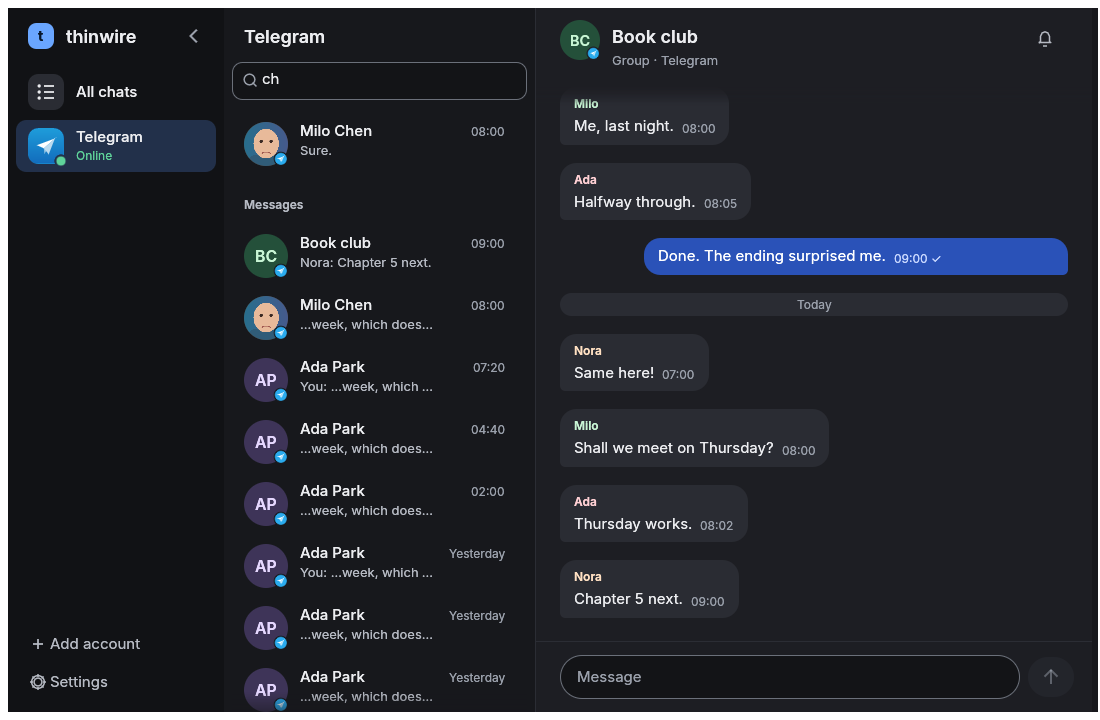 t thinwire
All chats
Telegram
Online
+ Add account
Settings
Telegram
ch
Milo Chen 08:00
Sure.
Messages
BC Book club 09:00
Nora: Chapter 5 next.
Milo Chen 08:00
...week, which does...
AP Ada Park 07:20
You: ...week, which ...
AP Ada Park 04:40
...week, which does...
AP Ada Park 02:00
...week, which does...
AP Ada Park Yesterday
You: ...week, which ...
AP Ada Park Yesterday
...week, which does...
AP Ada Park Yesterday
...week, which does...
BC Book club
Group · Telegram
Milo
Me, last night. 08:00
Ada
Halfway through. 08:05
Done. The ending surprised me. 09:00 ✓
Today
Nora
Same here! 07:00
Milo
Shall we meet on Thursday? 08:00
Ada
Thursday works. 08:02
Nora
Chapter 5 next. 09:00
Message